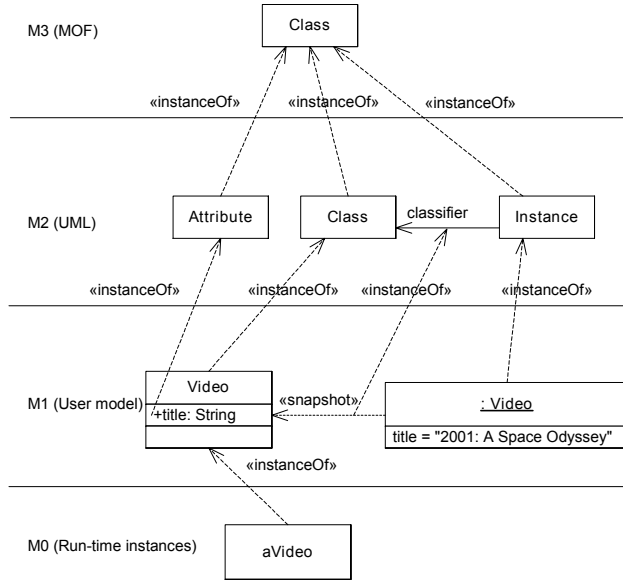 M3 (MOF)
Class
«instanceOf»
«instanceOf»
«instanceOf»
M2 (UML)
Attribute
Class
classifier
Instance
«instanceOf»
«instanceOf»
«instanceOf»
«instanceOf»
M1 (User model)
Video
+title: String
«snapshot»
: Video
title = "2001: A Space Odyssey"
«instanceOf»
M0 (Run-time instances)
aVideo